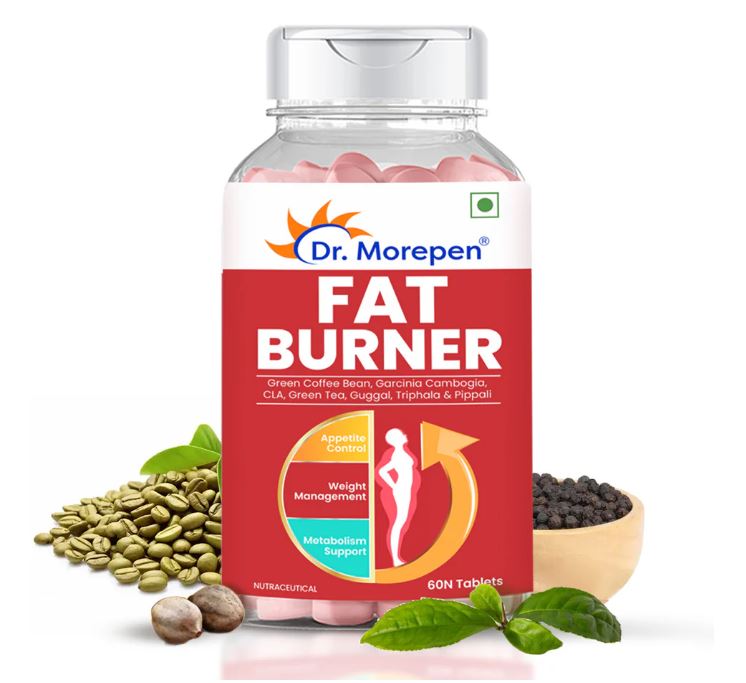 Dr. Morepen®
FAT
BURNER
Green Coffee Bean, Garcinia Cambogia,
CLA, Green Tea, Guggal, Triphala & Pippali
Appetite
Control
Weight
Management
Metabolism
Support
NUTRACEUTICAL
60N Tablets